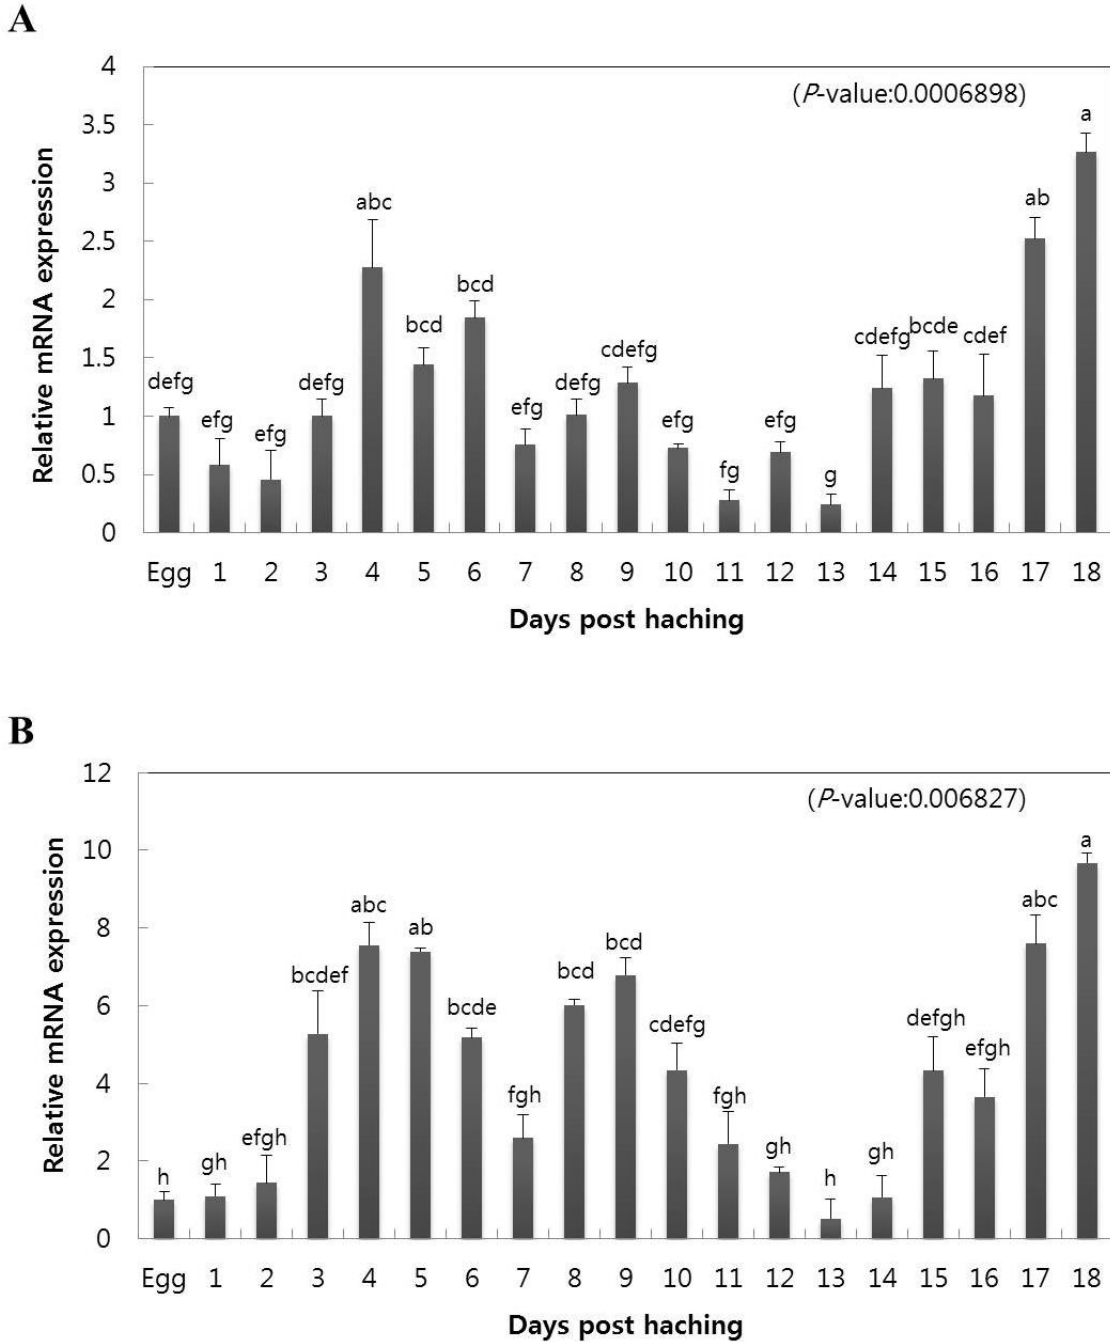 A
4
(P-value:0.0006898)
3.5
3
2.5
2
1.5
1
0.5
0
Relative mRNA expression
defg efg efg defg abc bcd bcd efg defg cdefg efg fg efg g cdefg bcde cdef ab a
Egg 1 2 3 4 5 6 7 8 9 10 11 12 13 14 15 16 17 18
Days post haching
B
12
(P-value:0.006827)
10
8
6
4
2
0
Relative mRNA expression
h gh efgh bcdef abc ab bcde fgh bcd bcd cdefg fgh gh h gh defgh efgh abc a
Egg 1 2 3 4 5 6 7 8 9 10 11 12 13 14 15 16 17 18
Days post haching